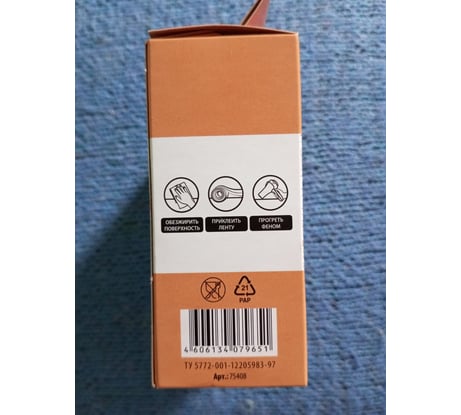 ОБЕЗЖИРИТЬ
ПОВЕРХНОСТЬ
ПРИКЛЕИТЬ
ЛЕНТУ
ПРОГРЕТЬ
ФЕНОМ
21
PAP
4 606134 079651
ТУ 5772-001-12205983-97
Арт.: 75408